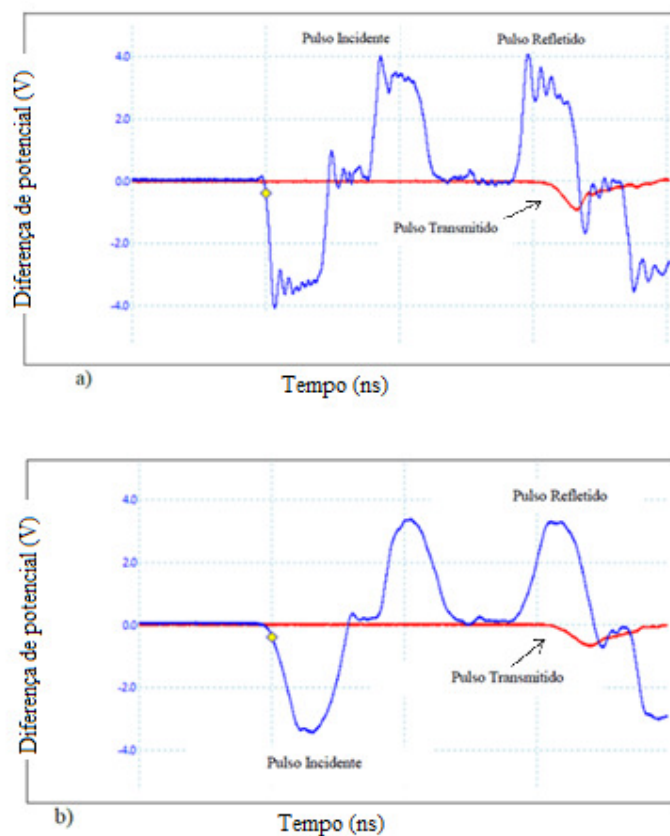 Diferença de potencial (V)
Pulso Incidente
Pulso Refletido
4.0
2.0
0.0
Pulso Transmitido
-2.0
-4.0
a)
Tempo (ns)
Diferença de potencial (V)
Pulso Refletido
4.0
2.0
0.0
Pulso Transmitido
-2.0
-4.0
Pulso Incidente
b)
Tempo (ns)